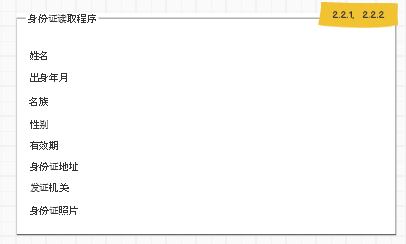 身份证读取程序
2.2.1, 2.2.2
姓名
出身年月
名族
性别
有效期
身份证地址
发证机关
身份证照片